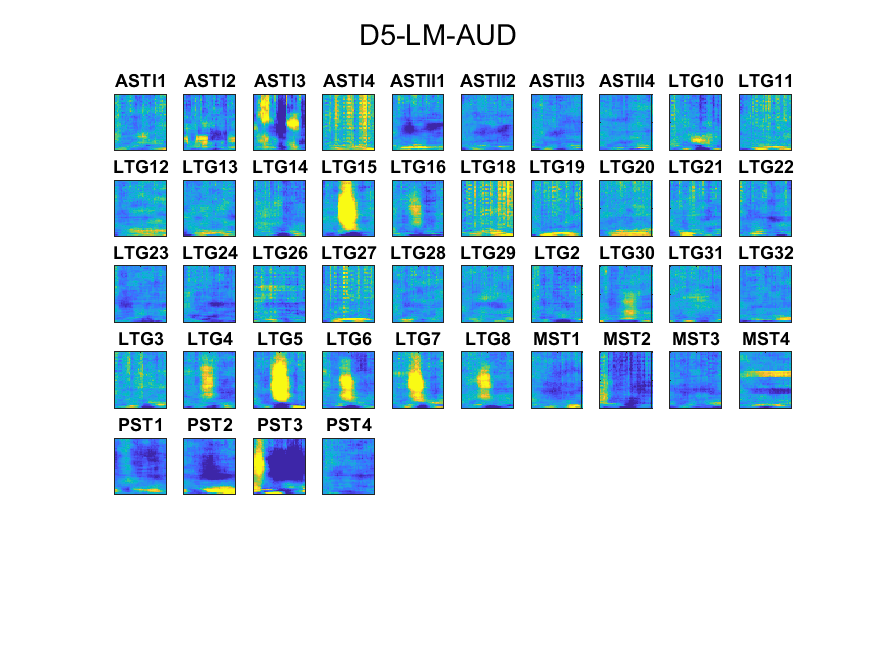 D5-LM-AUD
ASTI1 ASTI2 ASTI3 ASTI4 ASTII1 ASTII2 ASTII3 ASTII4 LTG10 LTG11
LTG12 LTG13 LTG14 LTG15 LTG16 LTG18 LTG19 LTG20 LTG21 LTG22
LTG23 LTG24 LTG26 LTG27 LTG28 LTG29 LTG2 LTG30 LTG31 LTG32
LTG3 LTG4 LTG5 LTG6 LTG7 LTG8 MST1 MST2 MST3 MST4
PST1 PST2 PST3 PST4